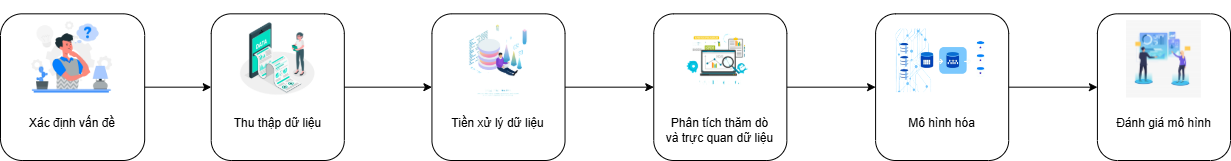 Xác định vấn đề
DATA
Thu thập dữ liệu
Tiền xử lý dữ liệu
Phân tích thăm dò
và trực quan dữ liệu
Mô hình hóa
Đánh giá mô hình